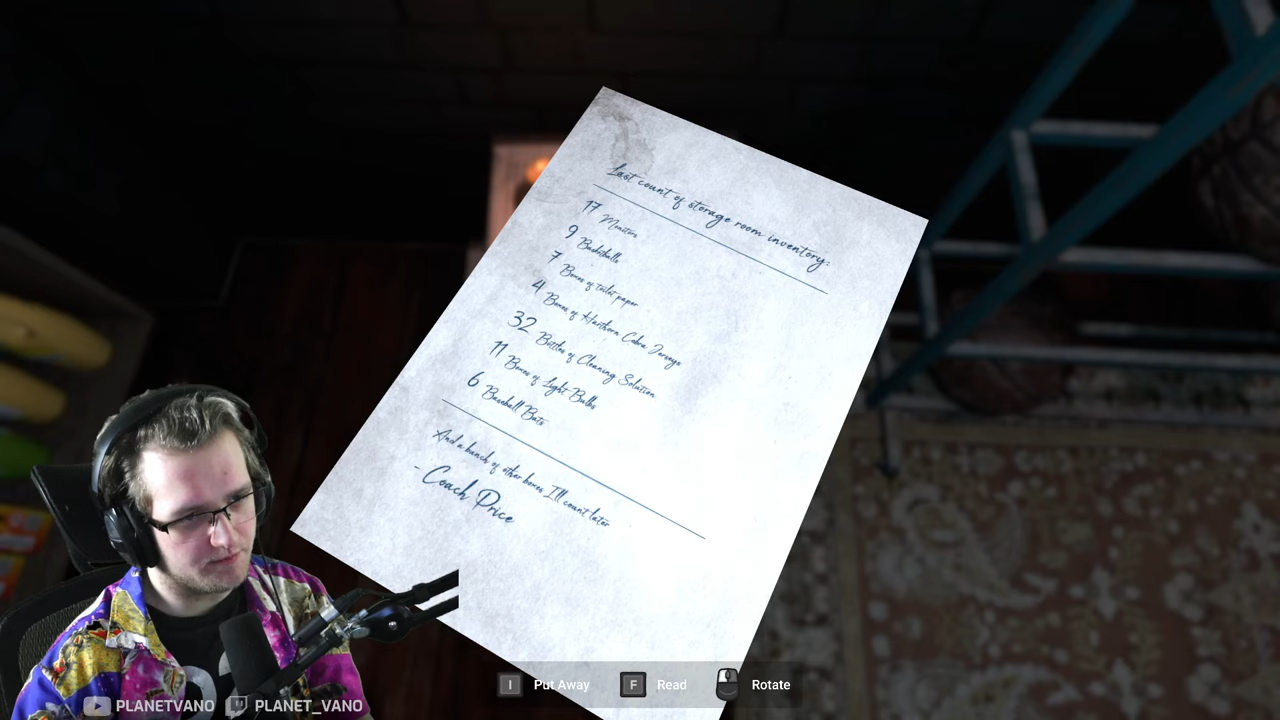 Last count of storage room inventory:
17 Monitors
9 Basketballs
7 Boxes of toilet paper
4 Boxes of Hawthorn Cobra Jerseys
32 Bottles of Cleaning Solution
11 Boxes of Light Bulbs
6 Baseball Bats
And a bunch of other boxes I'll count later
- Coach Price
I Put Away F Read Rotate
PLANETVANO PLANET_VANO